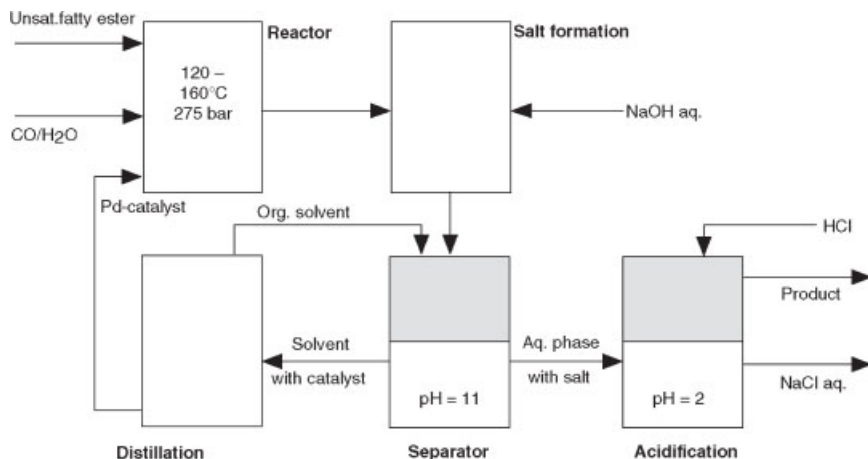 Unsat.fatty ester
Reactor
Salt formation
120 –
160°C
275 bar
CO/H2O
NaOH aq.
Pd-catalyst
Org. solvent
HCl
Product
Solvent
with catalyst
Aq. phase
with salt
NaCl aq.
pH = 11
pH = 2
Distillation
Separator
Acidification